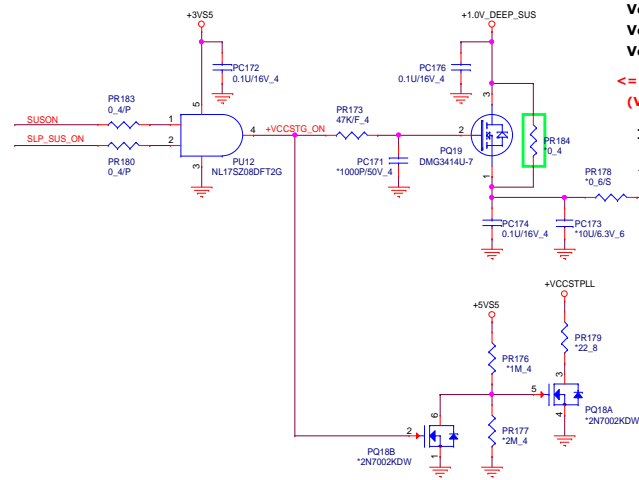 +3VS5
PC172
0.1U/16V_4
+1.0V_DEEP_SUS
PC176
0.1U/16V_4
<=
(V
SUSON
SLP_SUS_ON
PR183
0_4/P
PR180
0_4/P
1
2
5
3
4
PU12
NL17SZ08DFT2G
+VCCSTG_ON
PR173
47K/F_4
PC171
*1000P/50V_4
2
3
1
PQ19
DMG3414U-7
PR184
*0_4
PR178
*0_6/S
PC174
0.1U/16V_4
PC173
*10U/6.3V_6
+5VS5
+VCCSTPLL
PR176
*1M_4
PR179
*22_8
PR177
*2M_4
2
6
1
PQ18B
*2N7002KDW
5
3
4
PQ18A
*2N7002KDW